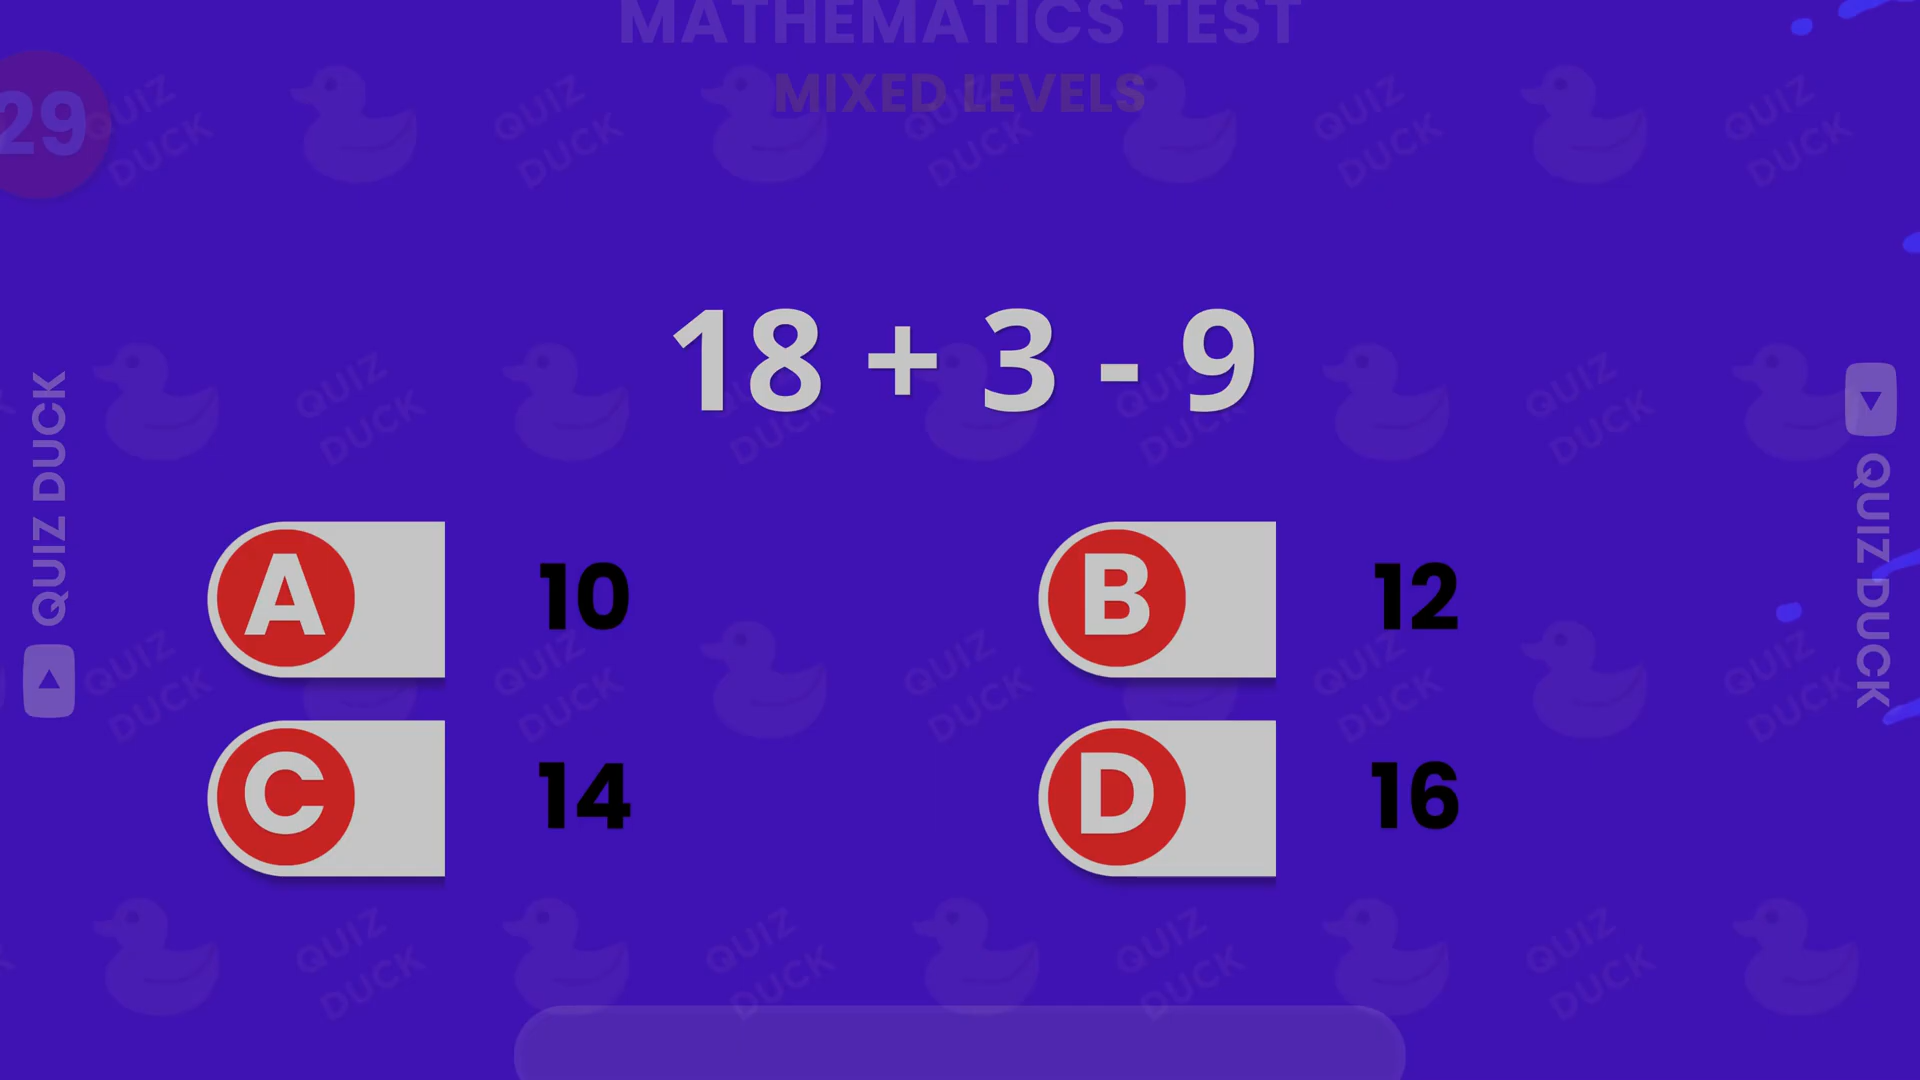 MATHEMATICS TEST
MIXED LEVELS
29
18 + 3 - 9
A 10
B 12
C 14
D 16
QUIZ DUCK
QUIZ DUCK